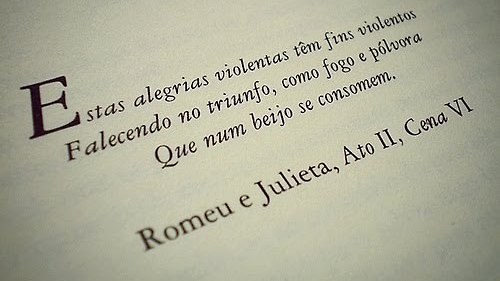 Estas alegrias violentas têm fins violentos
Falecendo no triunfo, como fogo e pólvora
Que num beijo se consomem.
Romeu e Julieta, Ato II, Cena VI